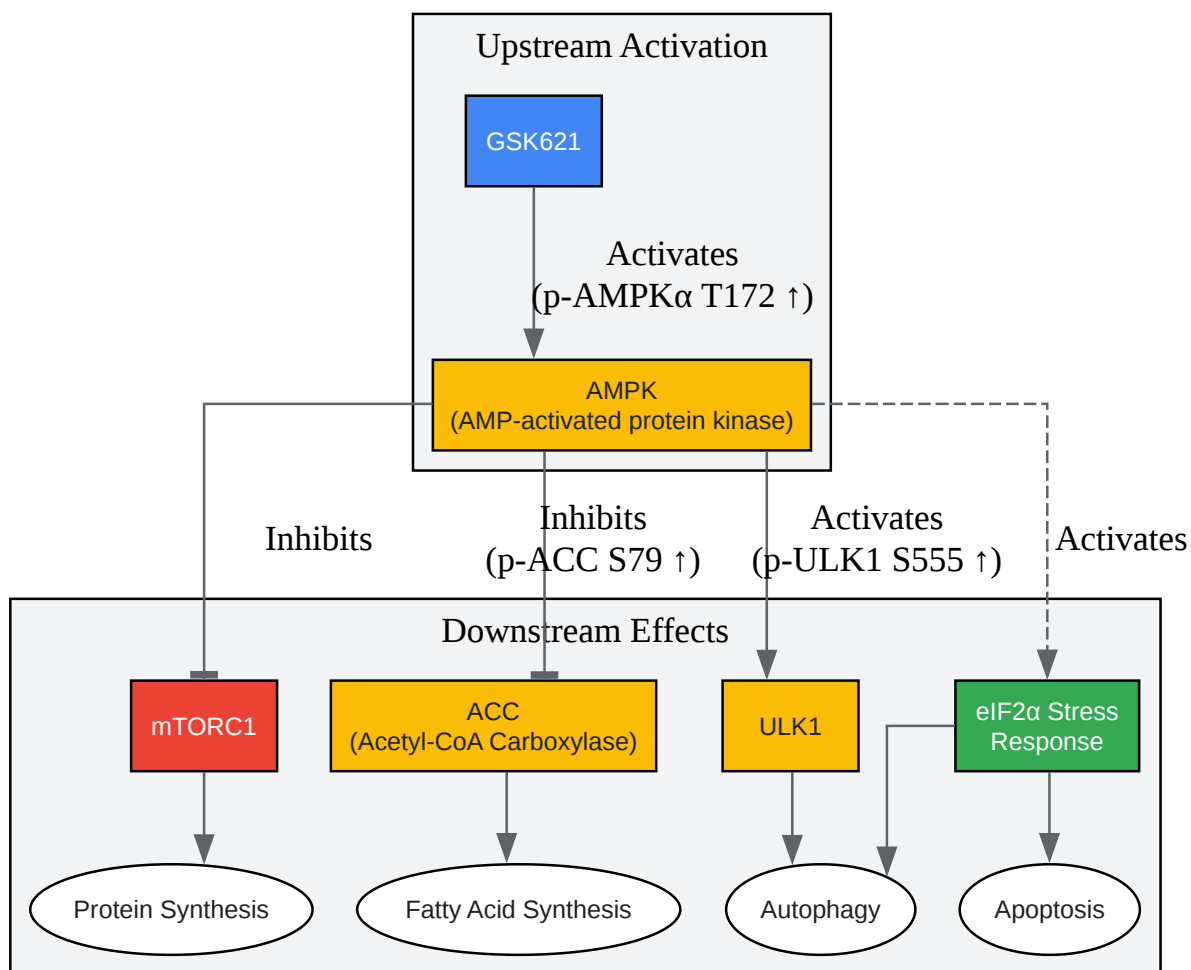 Upstream Activation
GSK621
Activates
(p-AMPKα T172 ↑)
AMPK
(AMP-activated protein kinase)
Inhibits
Inhibits
(p-ACC S79 ↑)
Activates
(p-ULK1 S555 ↑)
Activates
Downstream Effects
mTORC1
ACC
(Acetyl-CoA Carboxylase)
ULK1
eIF2α Stress
Response
Protein Synthesis
Fatty Acid Synthesis
Autophagy
Apoptosis